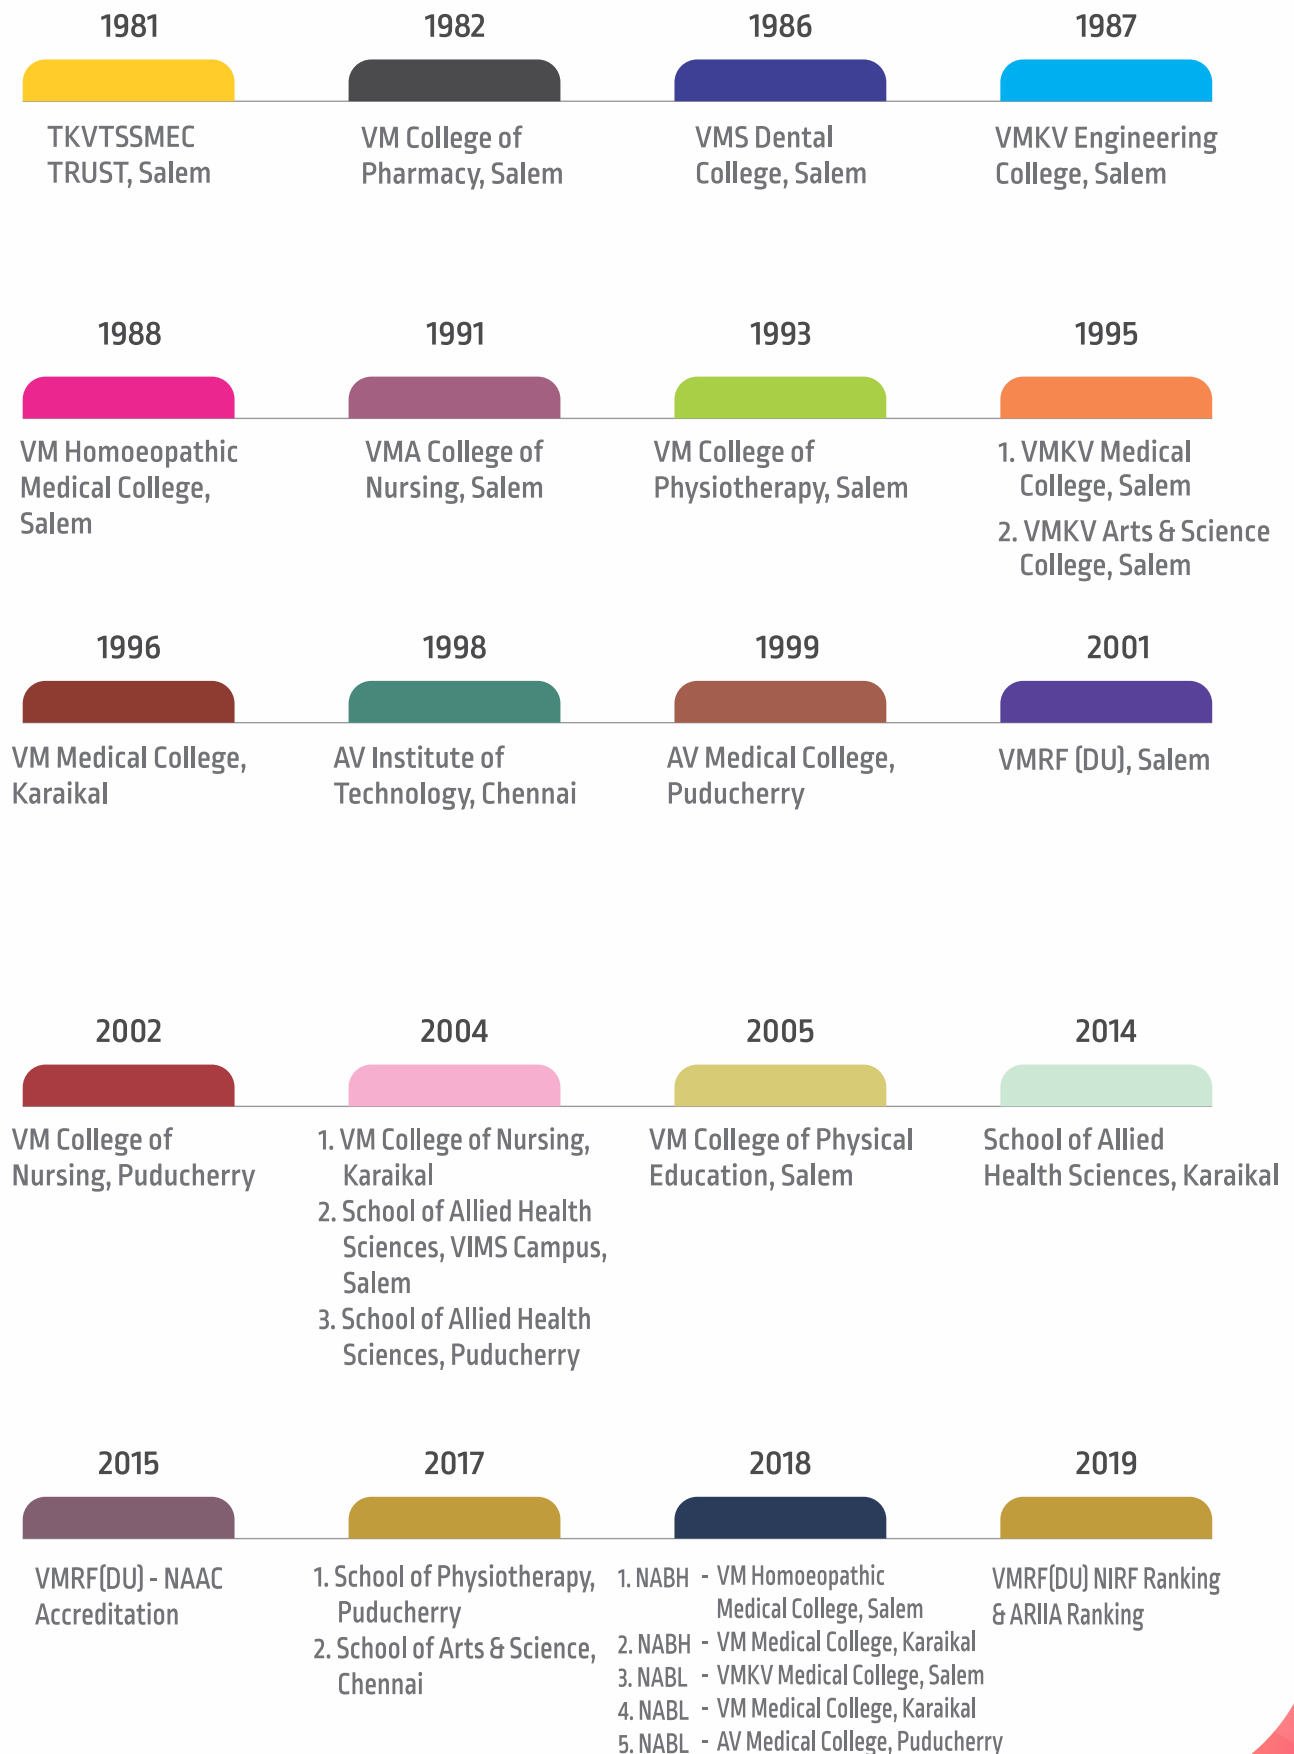 1981
TKVTSSMEC
TRUST, Salem
1982
VM College of
Pharmacy, Salem
1986
VMS Dental
College, Salem
1987
VMKV Engineering
College, Salem
1988
VM Homoeopathic
Medical College,
Salem
1991
VMA College of
Nursing, Salem
1993
VM College of
Physiotherapy, Salem
1995
1. VMKV Medical
College, Salem
2. VMKV Arts & Science
College, Salem
1996
VM Medical College,
Karaikal
1998
AV Institute of
Technology, Chennai
1999
AV Medical College,
Puducherry
2001
VMRF (DU), Salem
2002
VM College of
Nursing, Puducherry
2004
1. VM College of Nursing,
Karaikal
2. School of Allied Health
Sciences, VIMS Campus,
Salem
3. School of Allied Health
Sciences, Puducherry
2005
VM College of Physical
Education, Salem
2014
School of Allied
Health Sciences, Karaikal
2015
VMRF(DU) - NAAC
Accreditation
2017
1. School of Physiotherapy,
Puducherry
2. School of Arts & Science,
Chennai
2018
1. NABH - VM Homoeopathic
Medical College, Salem
2. NABH - VM Medical College, Karaikal
3. NABL - VMKV Medical College, Salem
4. NABL - VM Medical College, Karaikal
5. NABL - AV Medical College, Puducherry
2019
VMRF(DU) NIRF Ranking
& ARIIA Ranking